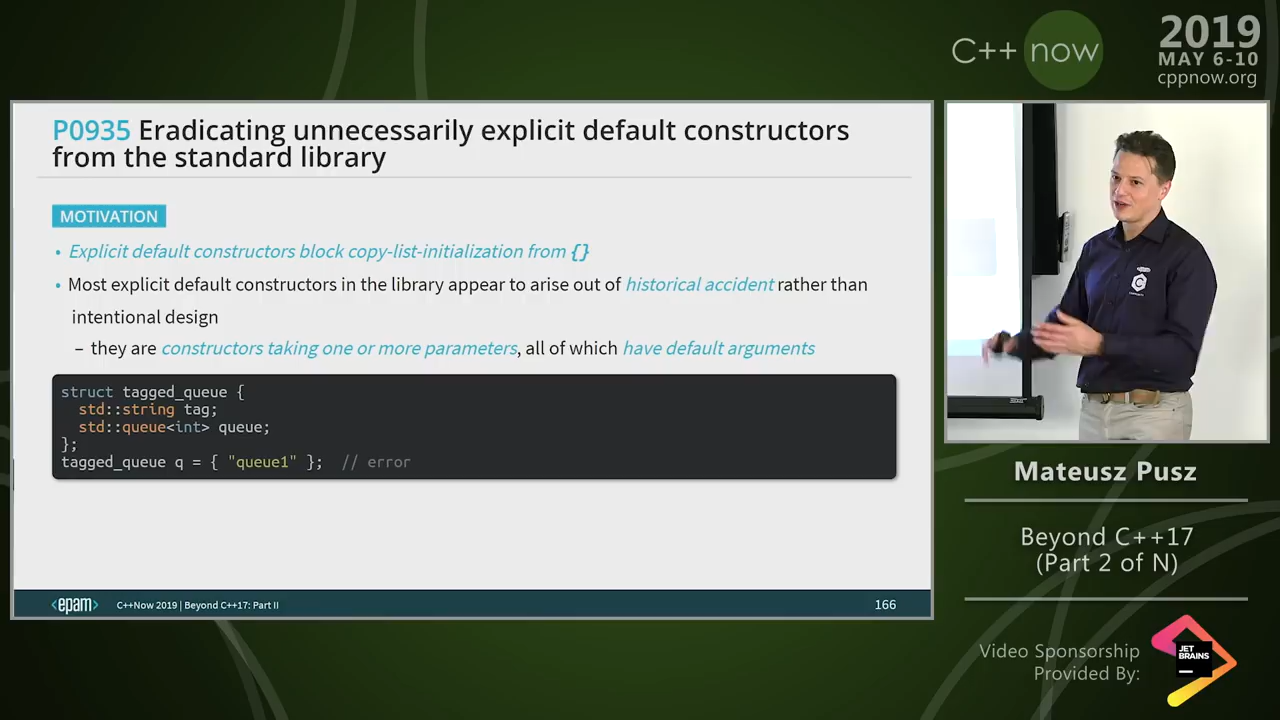 C++ now
2019
MAY 6-10
cppnow.org
P0935 Eradicating unnecessarily explicit default constructors
from the standard library
MOTIVATION
• Explicit default constructors block copy-list-initialization from {}
• Most explicit default constructors in the library appear to arise out of historical accident rather than
intentional design
– they are constructors taking one or more parameters, all of which have default arguments
struct tagged_queue {
  std::string tag;
  std::queue<int> queue;
};
tagged_queue q = { "queue1" };  // error
<epam>
C++Now 2019 | Beyond C++17: Part II
166
Mateusz Pusz
Beyond C++17
(Part 2 of N)
Video Sponsorship
Provided By:
JET
BRAINS